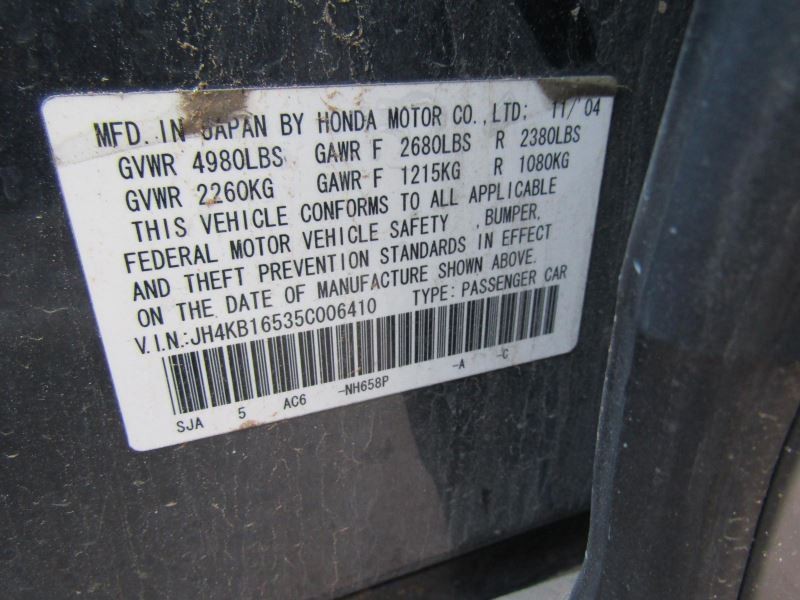 MFD. IN JAPAN BY HONDA MOTOR CO., LTD; 11/'04
GVWR 4980LBS GAWR F 2680LBS R 2380LBS
GVWR 2260KG GAWR F 1215KG R 1080KG
THIS VEHICLE CONFORMS TO ALL APPLICABLE
FEDERAL MOTOR VEHICLE SAFETY ,BUMPER,
AND THEFT PREVENTION STANDARDS IN EFFECT
ON THE DATE OF MANUFACTURE SHOWN ABOVE.
V.I.N.:JH4KB16535C006410 TYPE: PASSENGER CAR
SJA 5 AC6 -NH658P -A -C